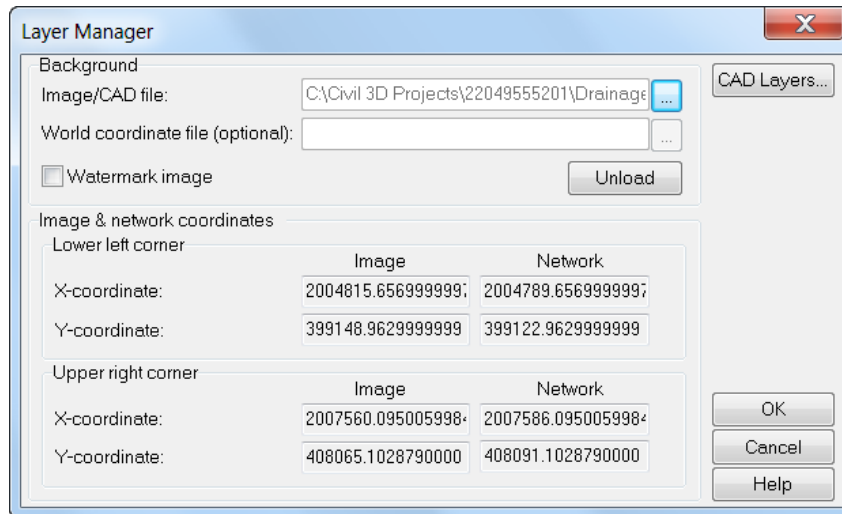 Layer Manager
Background
CAD Layers...
Image/CAD file:
C:\Civil 3D Projects\22049555201\Drainage
...
World coordinate file (optional):
...
Watermark image
Unload
Image & network coordinates
Lower left corner
Image Network
X-coordinate: 2004815.656999999 2004789.656999999
Y-coordinate: 399148.9629999999 399122.9629999999
Upper right corner
Image Network
X-coordinate: 2007560.095005998 2007586.095005998
Y-coordinate: 408065.1028790000 408091.1028790000
OK
Cancel
Help